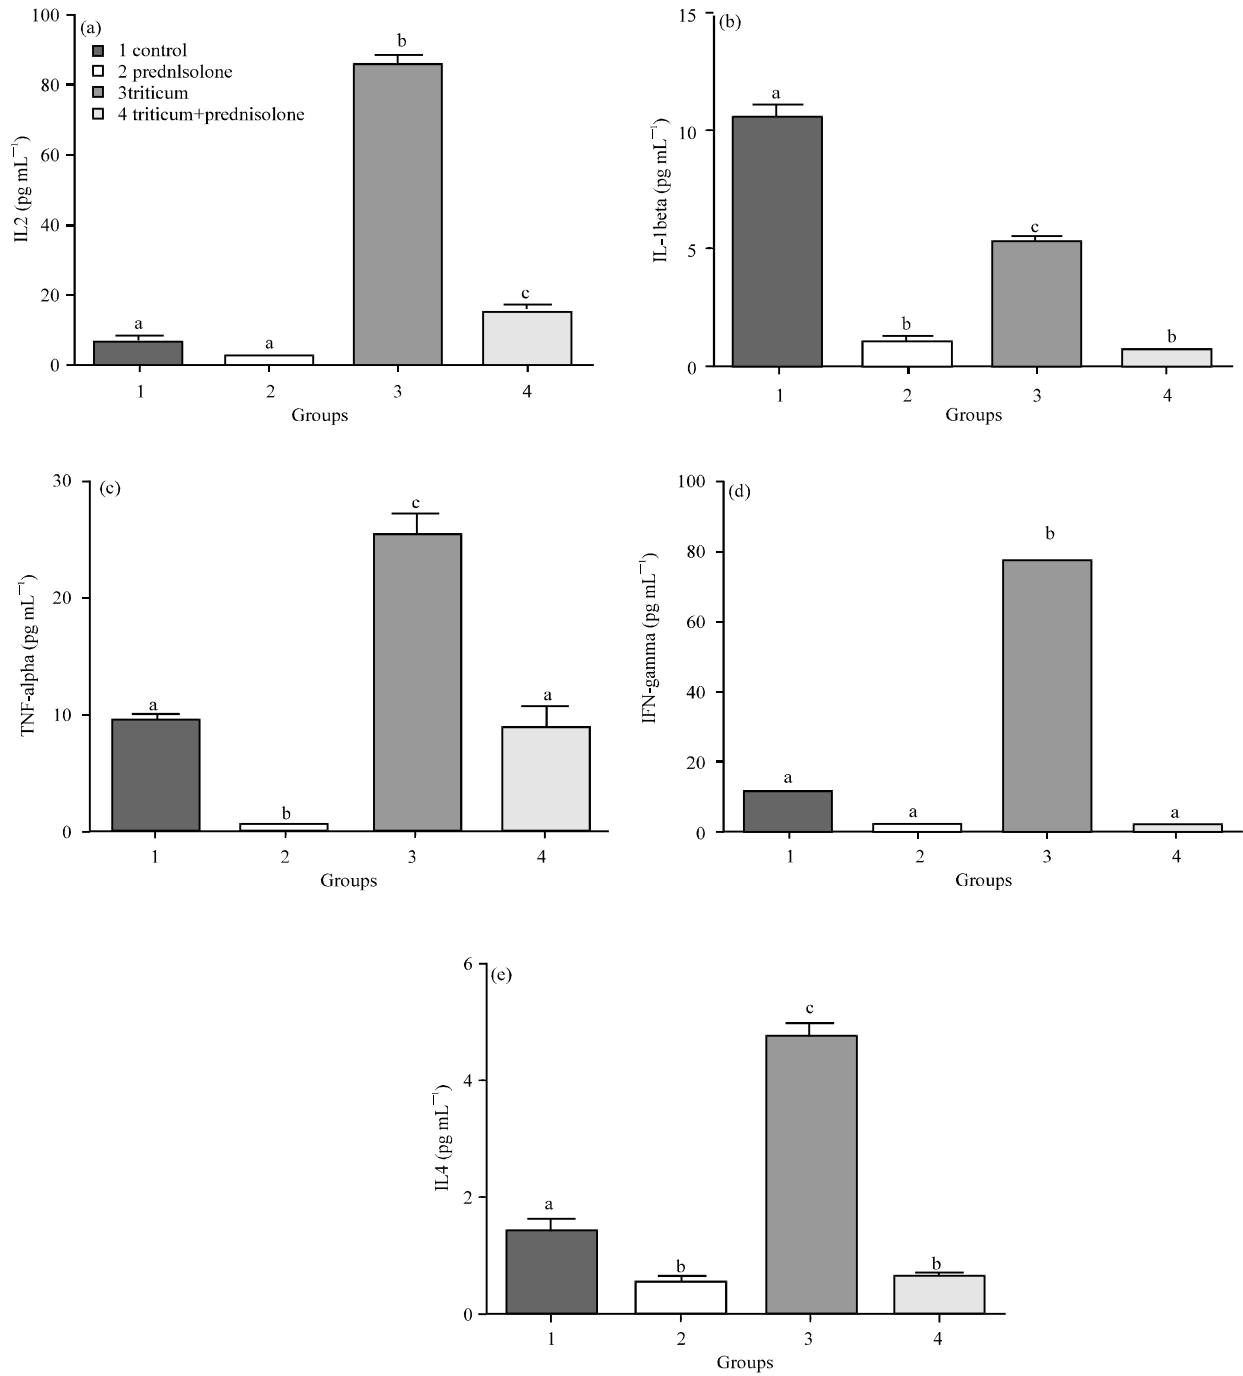 (a)
1 control
2 prednIsolone
3triticum
4 triticum+prednisolone
100
80
60
40
20
0
IL2 (pg mL⁻¹)
a
a
b
c
1 2 3 4
Groups
(b)
15
10
5
0
IL-1beta (pg mL⁻¹)
a
b
c
b
1 2 3 4
Groups
(c)
30
20
10
0
TNF-alpha (pg mL⁻¹)
a
b
c
a
1 2 3 4
Groups
(d)
100
80
60
40
20
0
IFN-gamma (pg mL⁻¹)
a
a
b
a
1 2 3 4
Groups
(e)
6
4
2
0
IL4 (pg mL⁻¹)
a
b
c
b
1 2 3 4
Groups